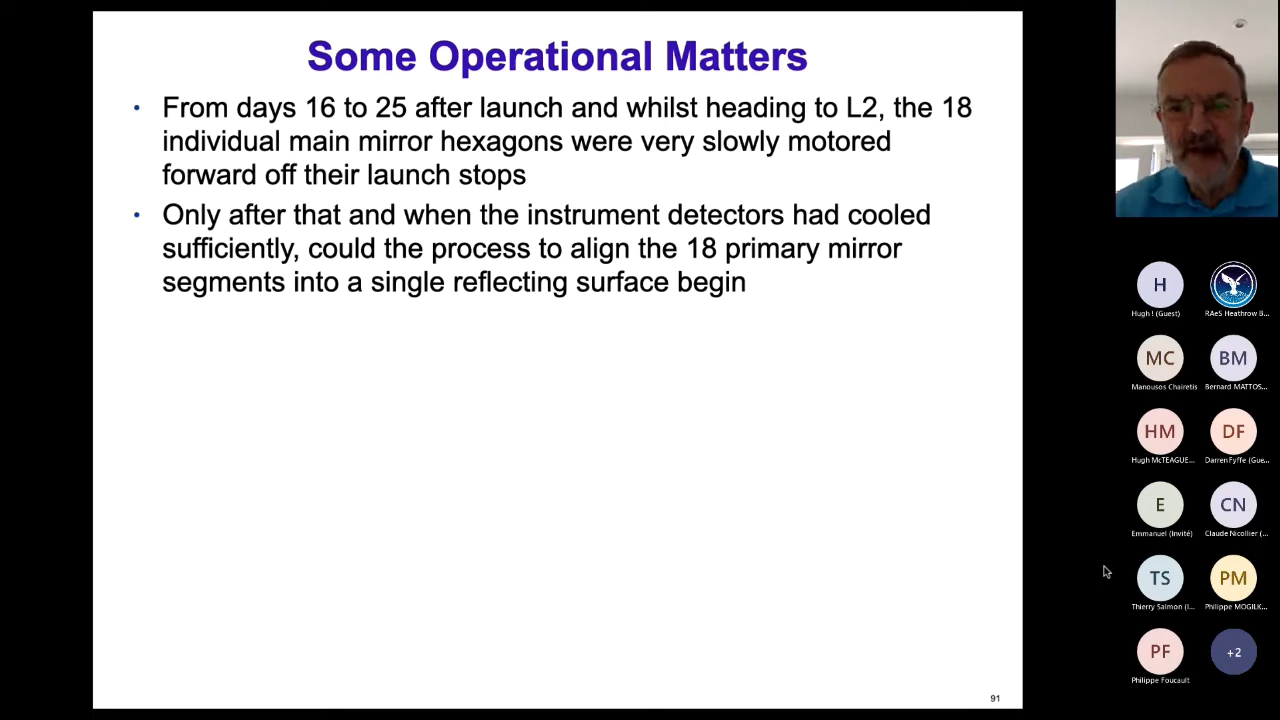 Some Operational Matters
• From days 16 to 25 after launch and whilst heading to L2, the 18
individual main mirror hexagons were very slowly motored
forward off their launch stops
• Only after that and when the instrument detectors had cooled
sufficiently, could the process to align the 18 primary mirror
segments into a single reflecting surface begin
91
H
Hugh ! (Guest)
RAeS Heathrow B...
MC
Manousos Chairetis
BM
Bernard MATTOS...
HM
Hugh McTEAGUE...
DF
Darren Fyffe (Gue...
E
Emmanuel (Invité)
CN
Claude Nicollier (...
TS
Thierry Salmon (I...
PM
Philippe MOGILK...
PF
Philippe Foucault
+2